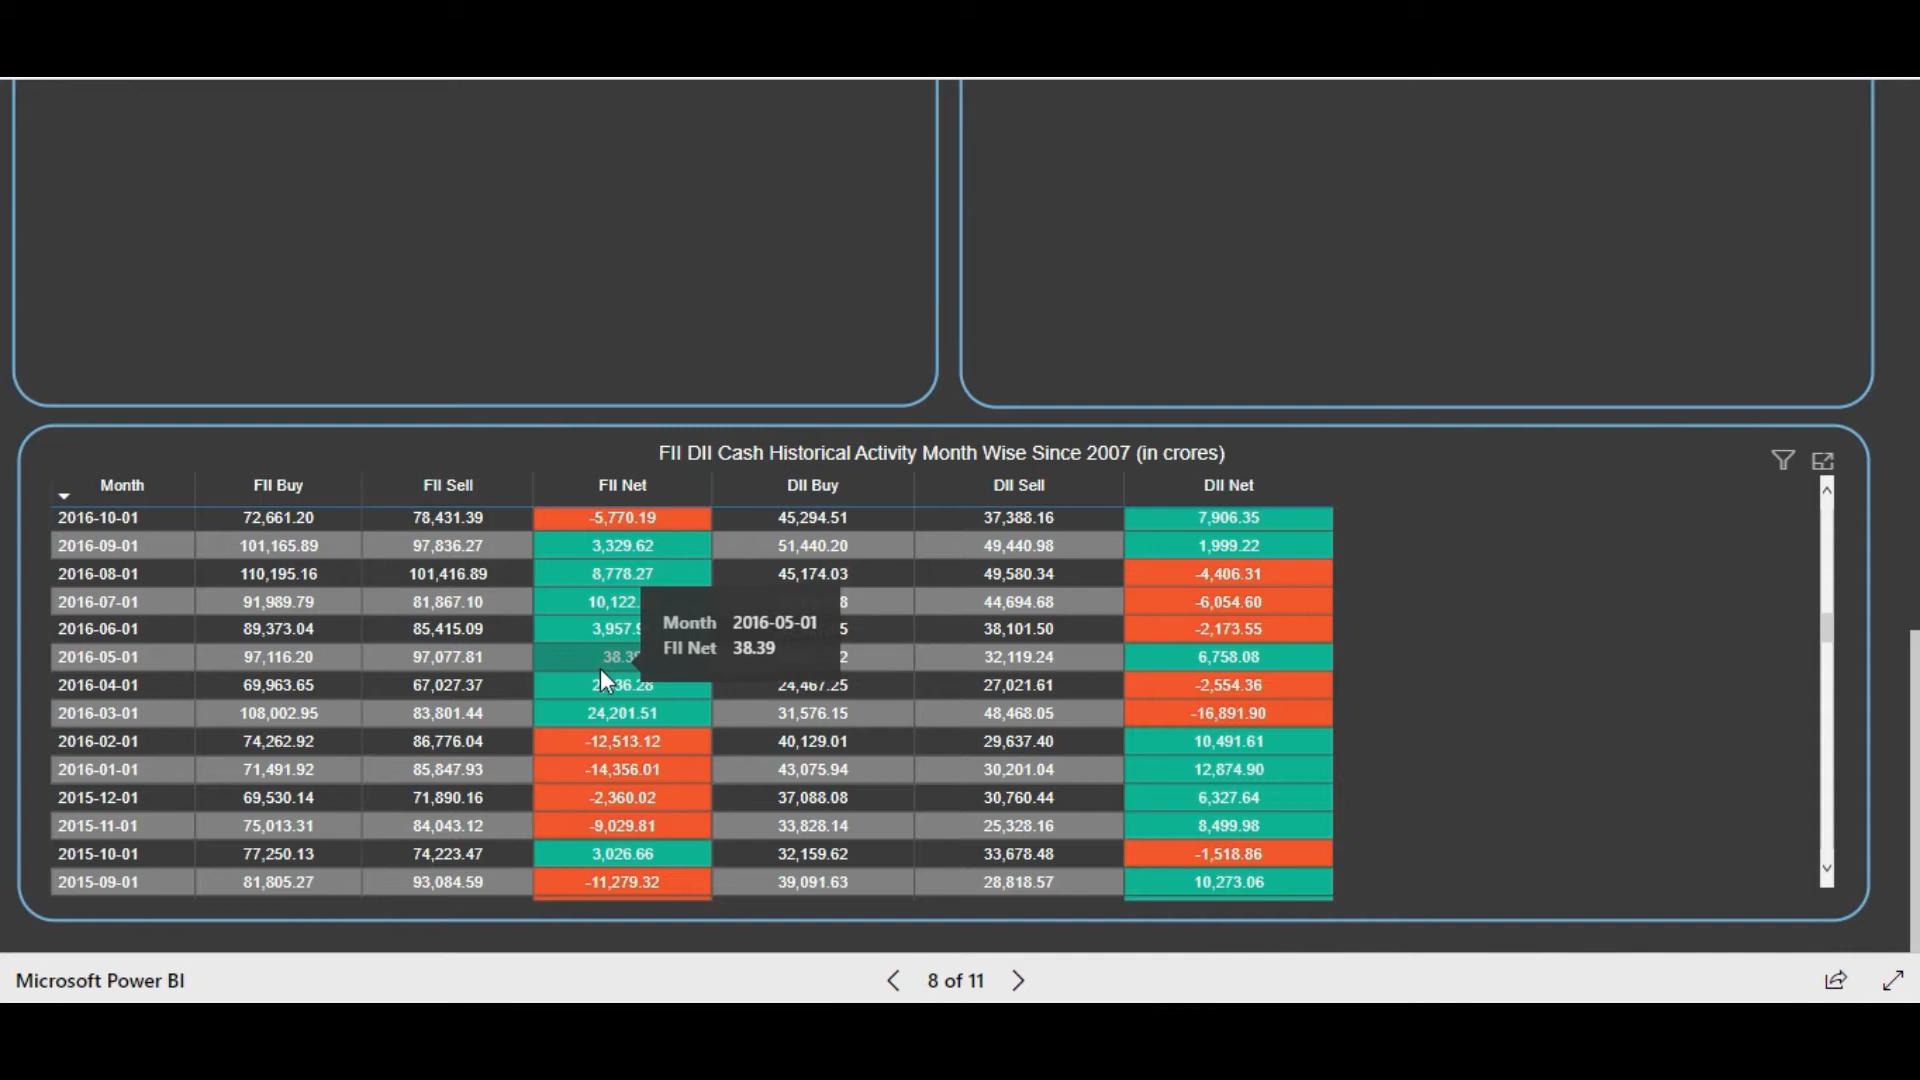 FII DII Cash Historical Activity Month Wise Since 2007 (in crores)
Month FII Buy FII Sell FII Net DII Buy DII Sell DII Net
2016-10-01 72,661.20 78,431.39 -5,770.19 45,294.51 37,388.16 7,906.35
2016-09-01 101,165.89 97,836.27 3,329.62 51,440.20 49,440.98 1,999.22
2016-08-01 110,195.16 101,416.89 8,778.27 45,174.03 49,580.34 -4,406.31
2016-07-01 91,989.79 81,867.10 10,122. 8 44,694.68 -6,054.60
2016-06-01 89,373.04 85,415.09 3,957.9 5 38,101.50 -2,173.55
2016-05-01 97,116.20 97,077.81 38.39 2 32,119.24 6,758.08
Month 2016-05-01
FII Net 38.39
2016-04-01 69,963.65 67,027.37 2,936.28 24,467.25 27,021.61 -2,554.36
2016-03-01 108,002.95 83,801.44 24,201.51 31,576.15 48,468.05 -16,891.90
2016-02-01 74,262.92 86,776.04 -12,513.12 40,129.01 29,637.40 10,491.61
2016-01-01 71,491.92 85,847.93 -14,356.01 43,075.94 30,201.04 12,874.90
2015-12-01 69,530.14 71,890.16 -2,360.02 37,088.08 30,760.44 6,327.64
2015-11-01 75,013.31 84,043.12 -9,029.81 33,828.14 25,328.16 8,499.98
2015-10-01 77,250.13 74,223.47 3,026.66 32,159.62 33,678.48 -1,518.86
2015-09-01 81,805.27 93,084.59 -11,279.32 39,091.63 28,818.57 10,273.06
Microsoft Power BI 8 of 11